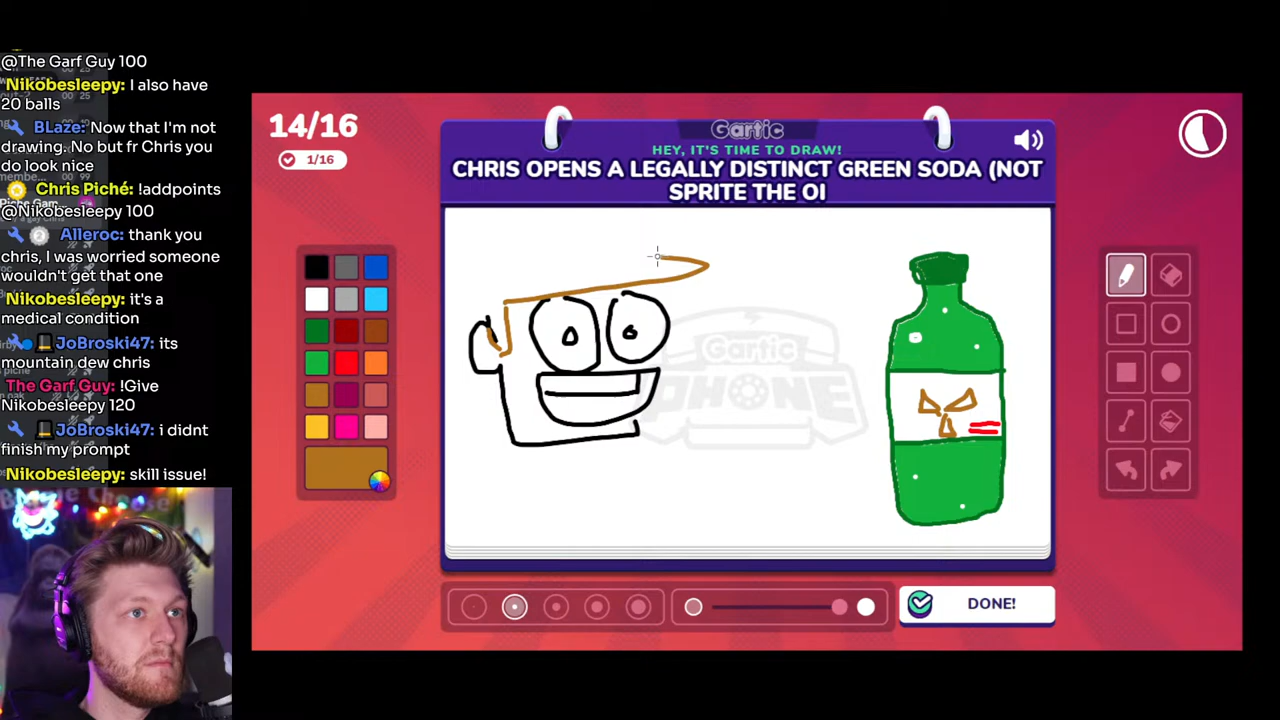 @The Garf Guy 100
Nikobesleepy: I also have
20 balls
BLaze: Now that I'm not
drawing. No but fr Chris you
do look nice
Chris Piché: !addpoints
@Nikobesleepy 100
Alleroc: thank you
chris, I was worried someone
wouldn't get that one
Nikobesleepy: it's a
medical condition
JoBroski47: its
mountain dew chris
The Garf Guy: !Give
Nikobesleepy 120
JoBroski47: i didnt
finish my prompt
Nikobesleepy: skill issue!
14/16
1/16
Gartic
HEY, IT'S TIME TO DRAW!
CHRIS OPENS A LEGALLY DISTINCT GREEN SODA (NOT
SPRITE THE OI
Gartic
PHONE
DONE!